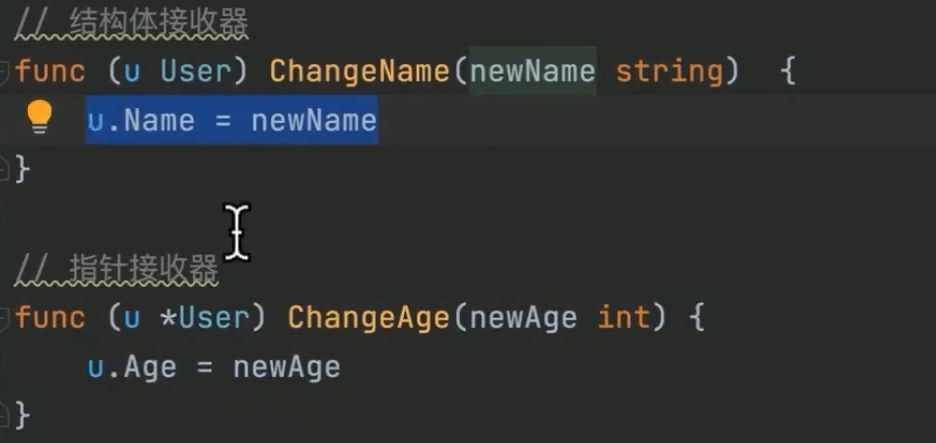 // 结构体接收器
func (u User) ChangeName(newName string)  {
    u.Name = newName
}
// 指针接收器
func (u *User) ChangeAge(newAge int) {
    u.Age = newAge
}